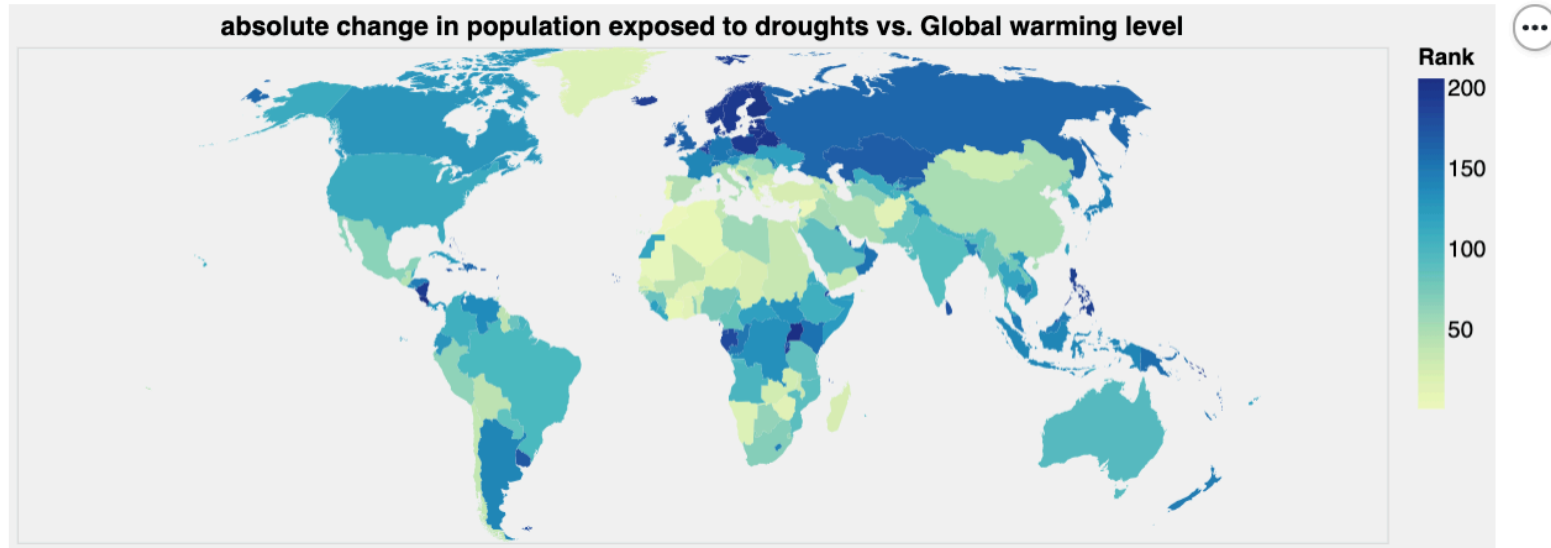 absolute change in population exposed to droughts vs. Global warming level
Rank
200
150
100
50